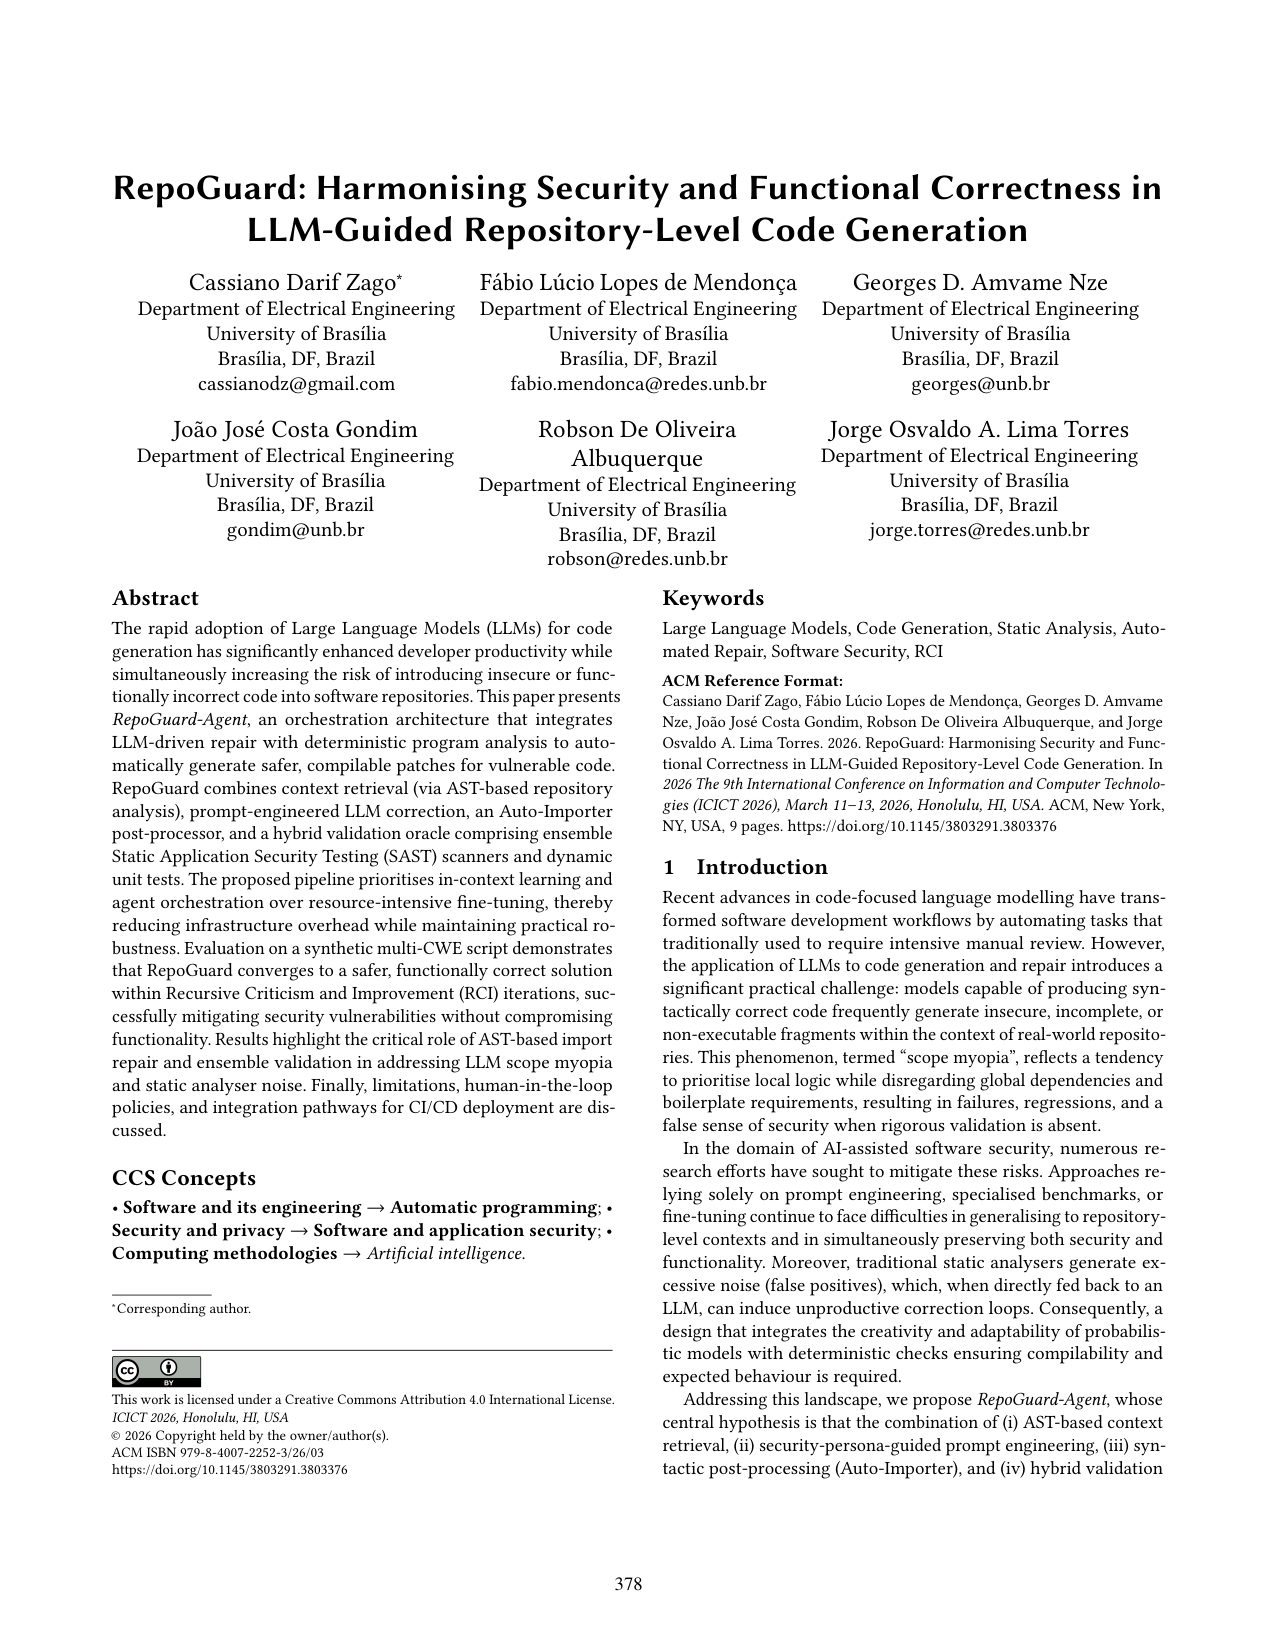 RepoGuard: Harmonising Security and Functional Correctness in
LLM-Guided Repository-Level Code Generation
Cassiano Darif Zago*
Department of Electrical Engineering
University of Brasília
Brasília, DF, Brazil
cassianodz@gmail.com
Fábio Lúcio Lopes de Mendonça
Department of Electrical Engineering
University of Brasília
Brasília, DF, Brazil
fabio.mendonca@redes.unb.br
Georges D. Amvame Nze
Department of Electrical Engineering
University of Brasília
Brasília, DF, Brazil
georges@unb.br
João José Costa Gondim
Department of Electrical Engineering
University of Brasília
Brasília, DF, Brazil
gondim@unb.br
Robson De Oliveira
Albuquerque
Department of Electrical Engineering
University of Brasília
Brasília, DF, Brazil
robson@redes.unb.br
Jorge Osvaldo A. Lima Torres
Department of Electrical Engineering
University of Brasília
Brasília, DF, Brazil
jorge.torres@redes.unb.br
Abstract
The rapid adoption of Large Language Models (LLMs) for code
generation has significantly enhanced developer productivity while
simultaneously increasing the risk of introducing insecure or func-
tionally incorrect code into software repositories. This paper presents
RepoGuard-Agent, an orchestration architecture that integrates
LLM-driven repair with deterministic program analysis to auto-
matically generate safer, compilable patches for vulnerable code.
RepoGuard combines context retrieval (via AST-based repository
analysis), prompt-engineered LLM correction, an Auto-Importer
post-processor, and a hybrid validation oracle comprising ensemble
Static Application Security Testing (SAST) scanners and dynamic
unit tests. The proposed pipeline prioritises in-context learning and
agent orchestration over resource-intensive fine-tuning, thereby
reducing infrastructure overhead while maintaining practical ro-
bustness. Evaluation on a synthetic multi-CWE script demonstrates
that RepoGuard converges to a safer, functionally correct solution
within Recursive Criticism and Improvement (RCI) iterations, suc-
cessfully mitigating security vulnerabilities without compromising
functionality. Results highlight the critical role of AST-based import
repair and ensemble validation in addressing LLM scope myopia
and static analyser noise. Finally, limitations, human-in-the-loop
policies, and integration pathways for CI/CD deployment are dis-
cussed.
CCS Concepts
• Software and its engineering → Automatic programming; •
Security and privacy → Software and application security; •
Computing methodologies → Artificial intelligence.
*Corresponding author.
cc BY
This work is licensed under a Creative Commons Attribution 4.0 International License.
ICICT 2026, Honolulu, HI, USA
© 2026 Copyright held by the owner/author(s).
ACM ISBN 979-8-4007-2252-3/26/03
https://doi.org/10.1145/3803291.3803376
Keywords
Large Language Models, Code Generation, Static Analysis, Auto-
mated Repair, Software Security, RCI
ACM Reference Format:
Cassiano Darif Zago, Fábio Lúcio Lopes de Mendonça, Georges D. Amvame
Nze, João José Costa Gondim, Robson De Oliveira Albuquerque, and Jorge
Osvaldo A. Lima Torres. 2026. RepoGuard: Harmonising Security and Func-
tional Correctness in LLM-Guided Repository-Level Code Generation. In
2026 The 9th International Conference on Information and Computer Technolo-
gies (ICICT 2026), March 11–13, 2026, Honolulu, HI, USA. ACM, New York,
NY, USA, 9 pages. https://doi.org/10.1145/3803291.3803376
1 Introduction
Recent advances in code-focused language modelling have trans-
formed software development workflows by automating tasks that
traditionally used to require intensive manual review. However,
the application of LLMs to code generation and repair introduces a
significant practical challenge: models capable of producing syn-
tactically correct code frequently generate insecure, incomplete, or
non-executable fragments within the context of real-world reposito-
ries. This phenomenon, termed “scope myopia”, reflects a tendency
to prioritise local logic while disregarding global dependencies and
boilerplate requirements, resulting in failures, regressions, and a
false sense of security when rigorous validation is absent.
In the domain of AI-assisted software security, numerous re-
search efforts have sought to mitigate these risks. Approaches re-
lying solely on prompt engineering, specialised benchmarks, or
fine-tuning continue to face difficulties in generalising to repository-
level contexts and in simultaneously preserving both security and
functionality. Moreover, traditional static analysers generate ex-
cessive noise (false positives), which, when directly fed back to an
LLM, can induce unproductive correction loops. Consequently, a
design that integrates the creativity and adaptability of probabilis-
tic models with deterministic checks ensuring compilability and
expected behaviour is required.
Addressing this landscape, we propose RepoGuard-Agent, whose
central hypothesis is that the combination of (i) AST-based context
retrieval, (ii) security-persona-guided prompt engineering, (iii) syn-
tactic post-processing (Auto-Importer), and (iv) hybrid validation
378